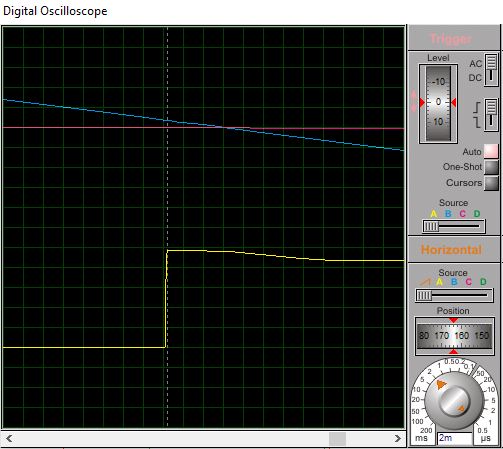 Digital Oscilloscope
Trigger
Level
AC
DC
-10
0
10
Auto
One-Shot
Cursors
Source
A B C D
Horizontal
Source
A B C D
Position
80 170 160 150
200 100 50 20 10 5 2 1 0.5 0.2 0.1 50 20 10 5 2 1 0.5
ms 2m µs